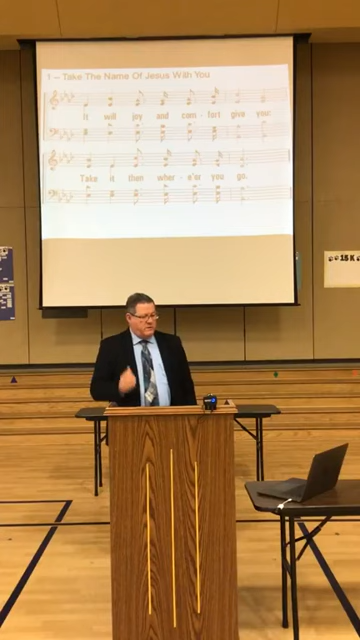 1 – Take The Name Of Jesus With You
It will joy and com - fort give you:
Take it then wher - e'er you go.
15 K